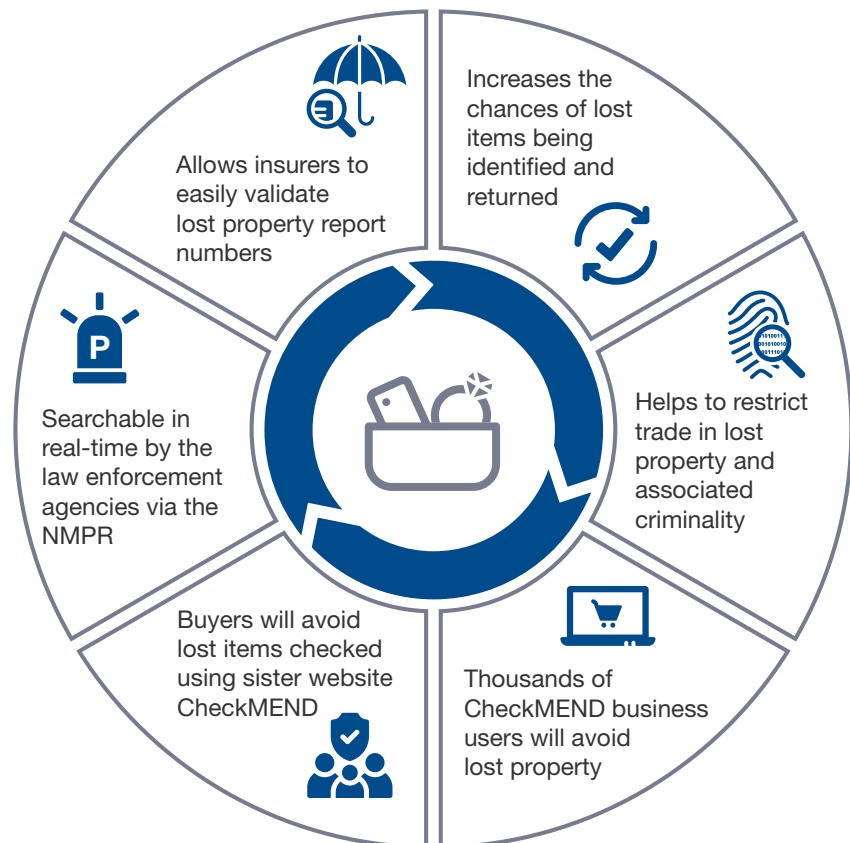 Increases the
chances of lost
items being
identified and
returned
Helps to restrict
trade in lost
property and
associated
criminality
Thousands of
CheckMEND business
users will avoid
lost property
Buyers will avoid
lost items checked
using sister website
CheckMEND
P
Searchable in
real-time by the
law enforcement
agencies via the
NMPR
Allows insurers to
easily validate
lost property report
numbers